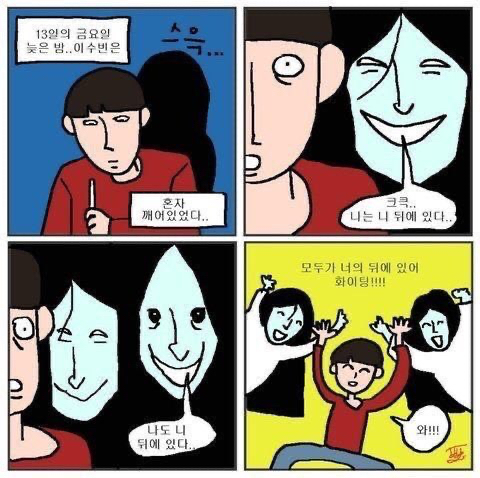 13일의 금요일
늦은 밤..이수빈은
스윽...
혼자
깨어있었다..
크큭..
나는 니 뒤에 있다..
나도 니
뒤에 있다..
모두가 너의 뒤에 있어
화이팅!!!!
와!!!